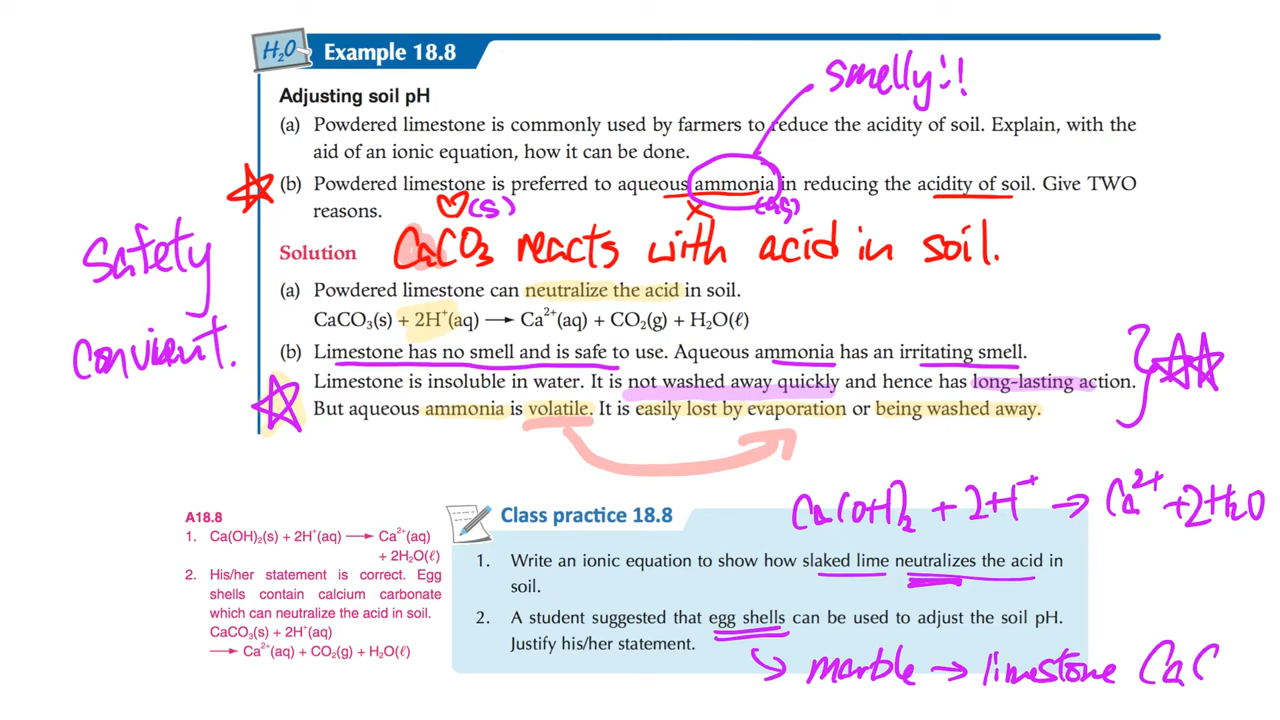 H₂O
Example 18.8
smelly:!!
Adjusting soil pH
(a) Powdered limestone is commonly used by farmers to reduce the acidity of soil. Explain, with the
aid of an ionic equation, how it can be done.
(b) Powdered limestone is preferred to aqueous ammonia in reducing the acidity of soil. Give TWO
reasons.
(s)
(aq)
Safety
convient.
Solution
CaCO3 reacts with acid in soil.
(a) Powdered limestone can neutralize the acid in soil.
CaCO₃(s) + 2H⁺(aq) → Ca²⁺(aq) + CO₂(g) + H₂O(ℓ)
(b) Limestone has no smell and is safe to use. Aqueous ammonia has an irritating smell.
Limestone is insoluble in water. It is not washed away quickly and hence has long-lasting action.
But aqueous ammonia is volatile. It is easily lost by evaporation or being washed away.
Ca(OH)₂ + 2H⁺ → Ca²⁺ + 2H₂O
A18.8
1. Ca(OH)₂(s) + 2H⁺(aq) → Ca²⁺(aq)
+ 2H₂O(ℓ)
2. His/her statement is correct. Egg
shells contain calcium carbonate
which can neutralize the acid in soil.
CaCO₃(s) + 2H⁺(aq)
→ Ca²⁺(aq) + CO₂(g) + H₂O(ℓ)
Class practice 18.8
1. Write an ionic equation to show how slaked lime neutralizes the acid in
soil.
2. A student suggested that egg shells can be used to adjust the soil pH.
Justify his/her statement.
marble → limestone CaC